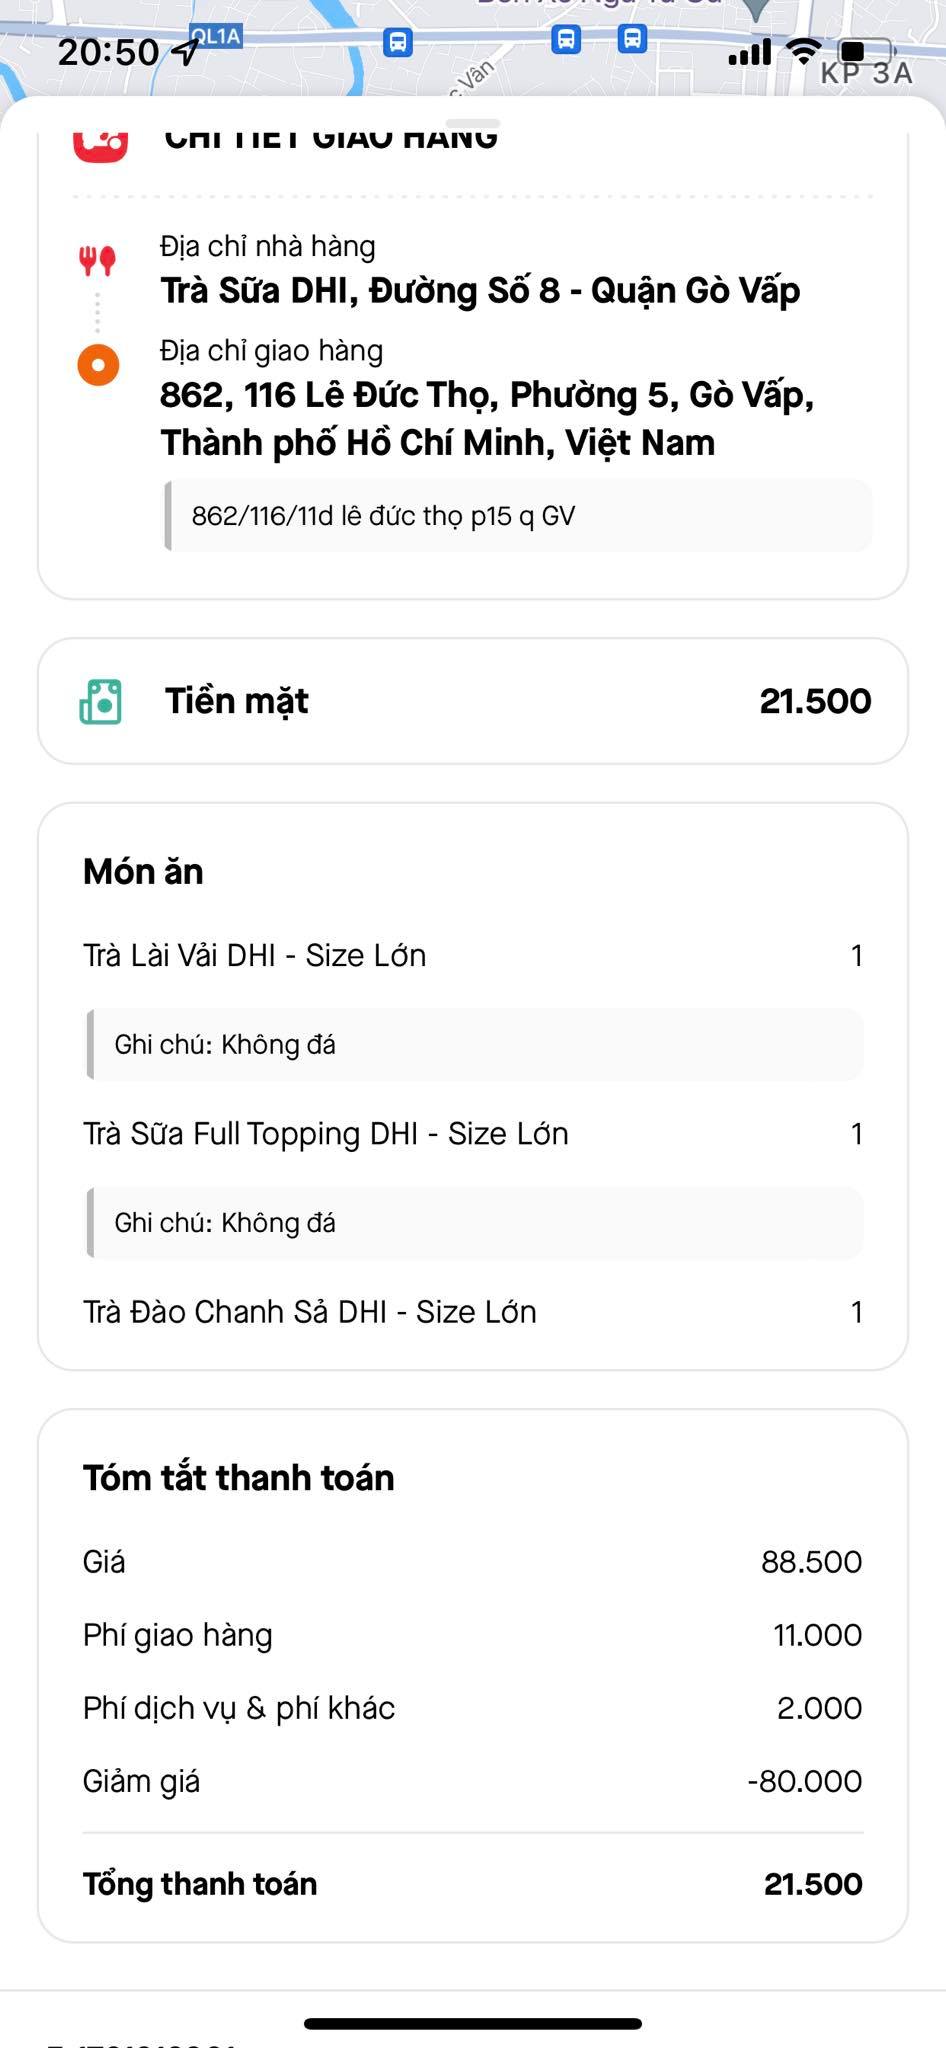 QL1A
20:50
c Vân
KP 3A
CHI TIẾT GIAO HÀNG
Địa chỉ nhà hàng
Trà Sữa DHI, Đường Số 8 - Quận Gò Vấp
Địa chỉ giao hàng
862, 116 Lê Đức Thọ, Phường 5, Gò Vấp,
Thành phố Hồ Chí Minh, Việt Nam
862/116/11d lê đức thọ p15 q GV
Tiền mặt 21.500
Món ăn
Trà Lài Vải DHI - Size Lớn 1
Ghi chú: Không đá
Trà Sữa Full Topping DHI - Size Lớn 1
Ghi chú: Không đá
Trà Đào Chanh Sả DHI - Size Lớn 1
Tóm tắt thanh toán
Giá 88.500
Phí giao hàng 11.000
Phí dịch vụ & phí khác 2.000
Giảm giá -80.000
Tổng thanh toán 21.500